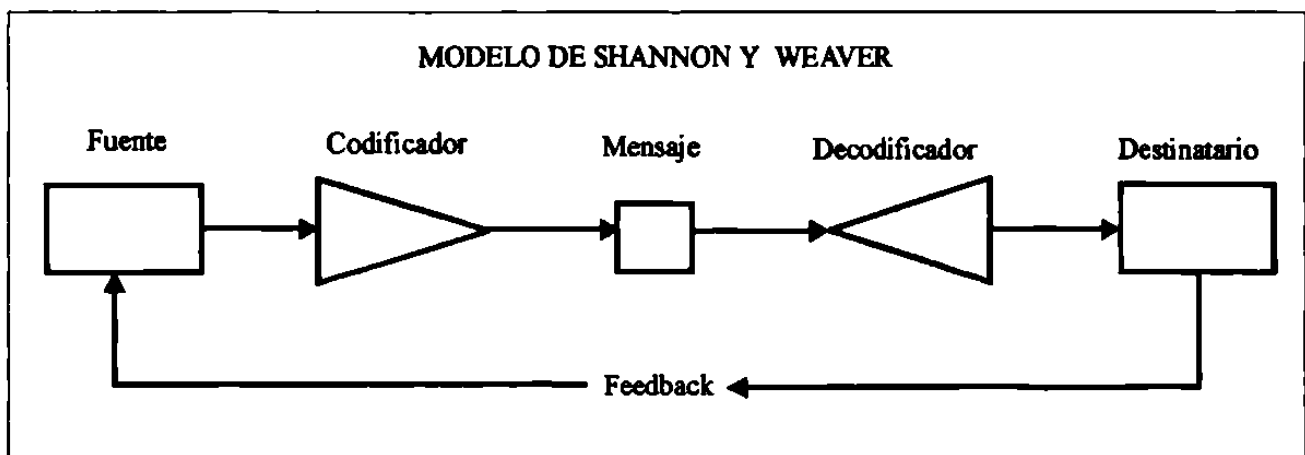 MODELO DE SHANNON Y WEAVER
Fuente
Codificador
Mensaje
Decodificador
Destinatario
Feedback